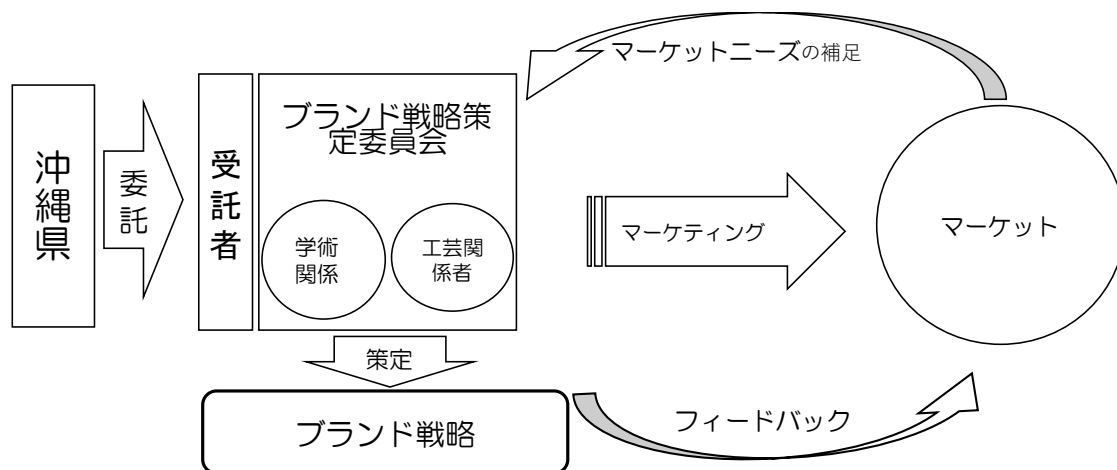 沖縄県
委託
受託者
ブランド戦略策
定委員会
学術
関係
工芸関
係者
マーケットニーズの補足
マーケティング
マーケット
策定
ブランド戦略
フィードバック